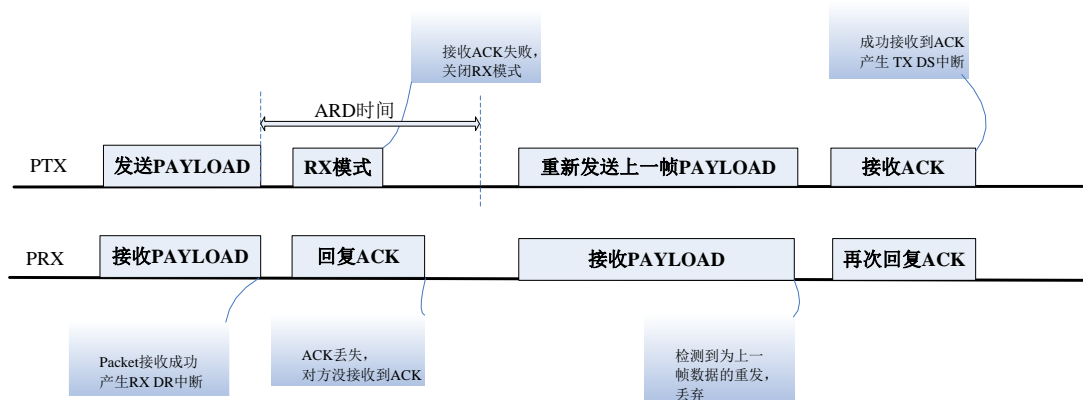 接收ACK失败，
关闭RX模式
成功接收到ACK
产生 TX DS中断
ARD时间
PTX
发送PAYLOAD
RX模式
重新发送上一帧PAYLOAD
接收ACK
PRX
接收PAYLOAD
回复ACK
接收PAYLOAD
再次回复ACK
Packet接收成功
产生RX DR中断
ACK丢失，
对方没接收到ACK
检测到为上一
帧数据的重发，
丢弃